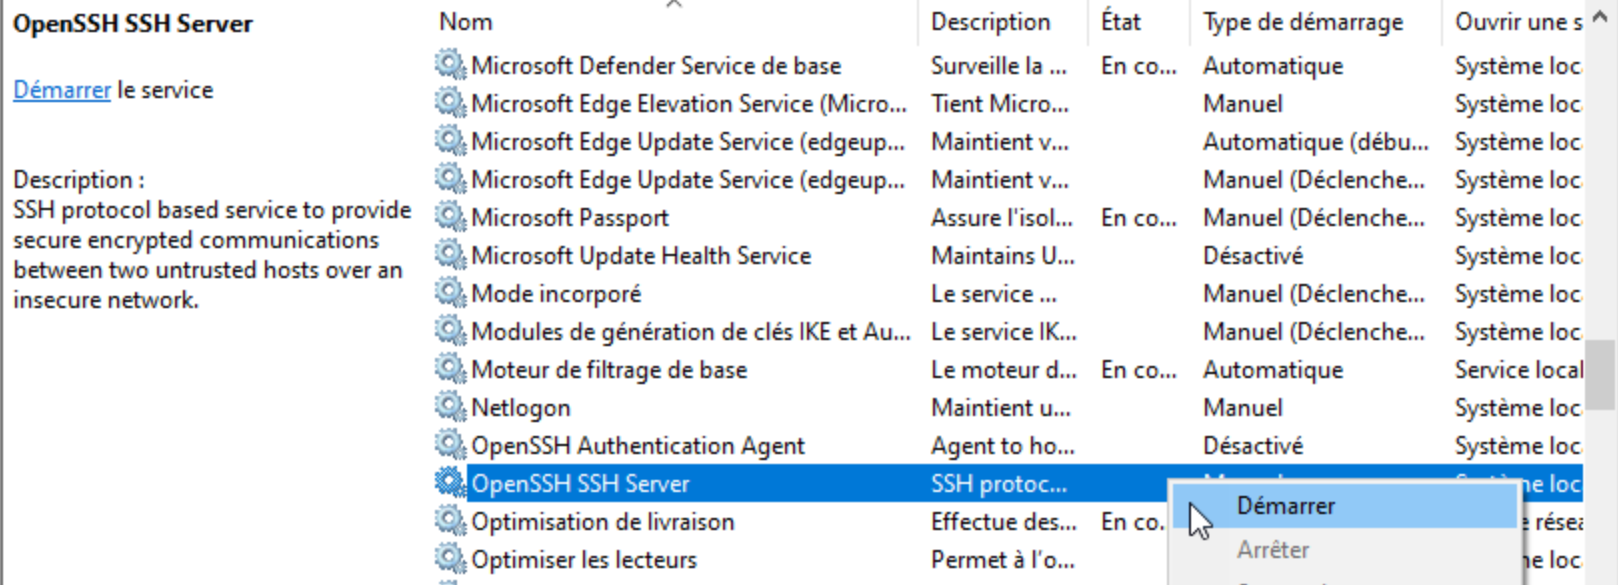 OpenSSH SSH Server
Démarrer le service
Description :
SSH protocol based service to provide
secure encrypted communications
between two untrusted hosts over an
insecure network.
Nom Description État Type de démarrage Ouvrir une s
Microsoft Defender Service de base Surveille la ... En co... Automatique Système loc
Microsoft Edge Elevation Service (Micro... Tient Micro... Manuel Système loc
Microsoft Edge Update Service (edgeup... Maintient v... Automatique (débu... Système loc
Microsoft Edge Update Service (edgeup... Maintient v... Manuel (Déclenche... Système loc
Microsoft Passport Assure l'isol... En co... Manuel (Déclenche... Système loc
Microsoft Update Health Service Maintains U... Désactivé Système loc
Mode incorporé Le service ... Manuel (Déclenche... Système loc
Modules de génération de clés IKE et Au... Le service IK... Manuel (Déclenche... Système loc
Moteur de filtrage de base Le moteur d... En co... Automatique Service local
Netlogon Maintient u... Manuel Système loc
OpenSSH Authentication Agent Agent to ho... Désactivé Système loc
OpenSSH SSH Server SSH protoc... loc
Optimisation de livraison Effectue des... En co. résea
Optimiser les lecteurs Permet à l'o... loc
Démarrer
Arrêter